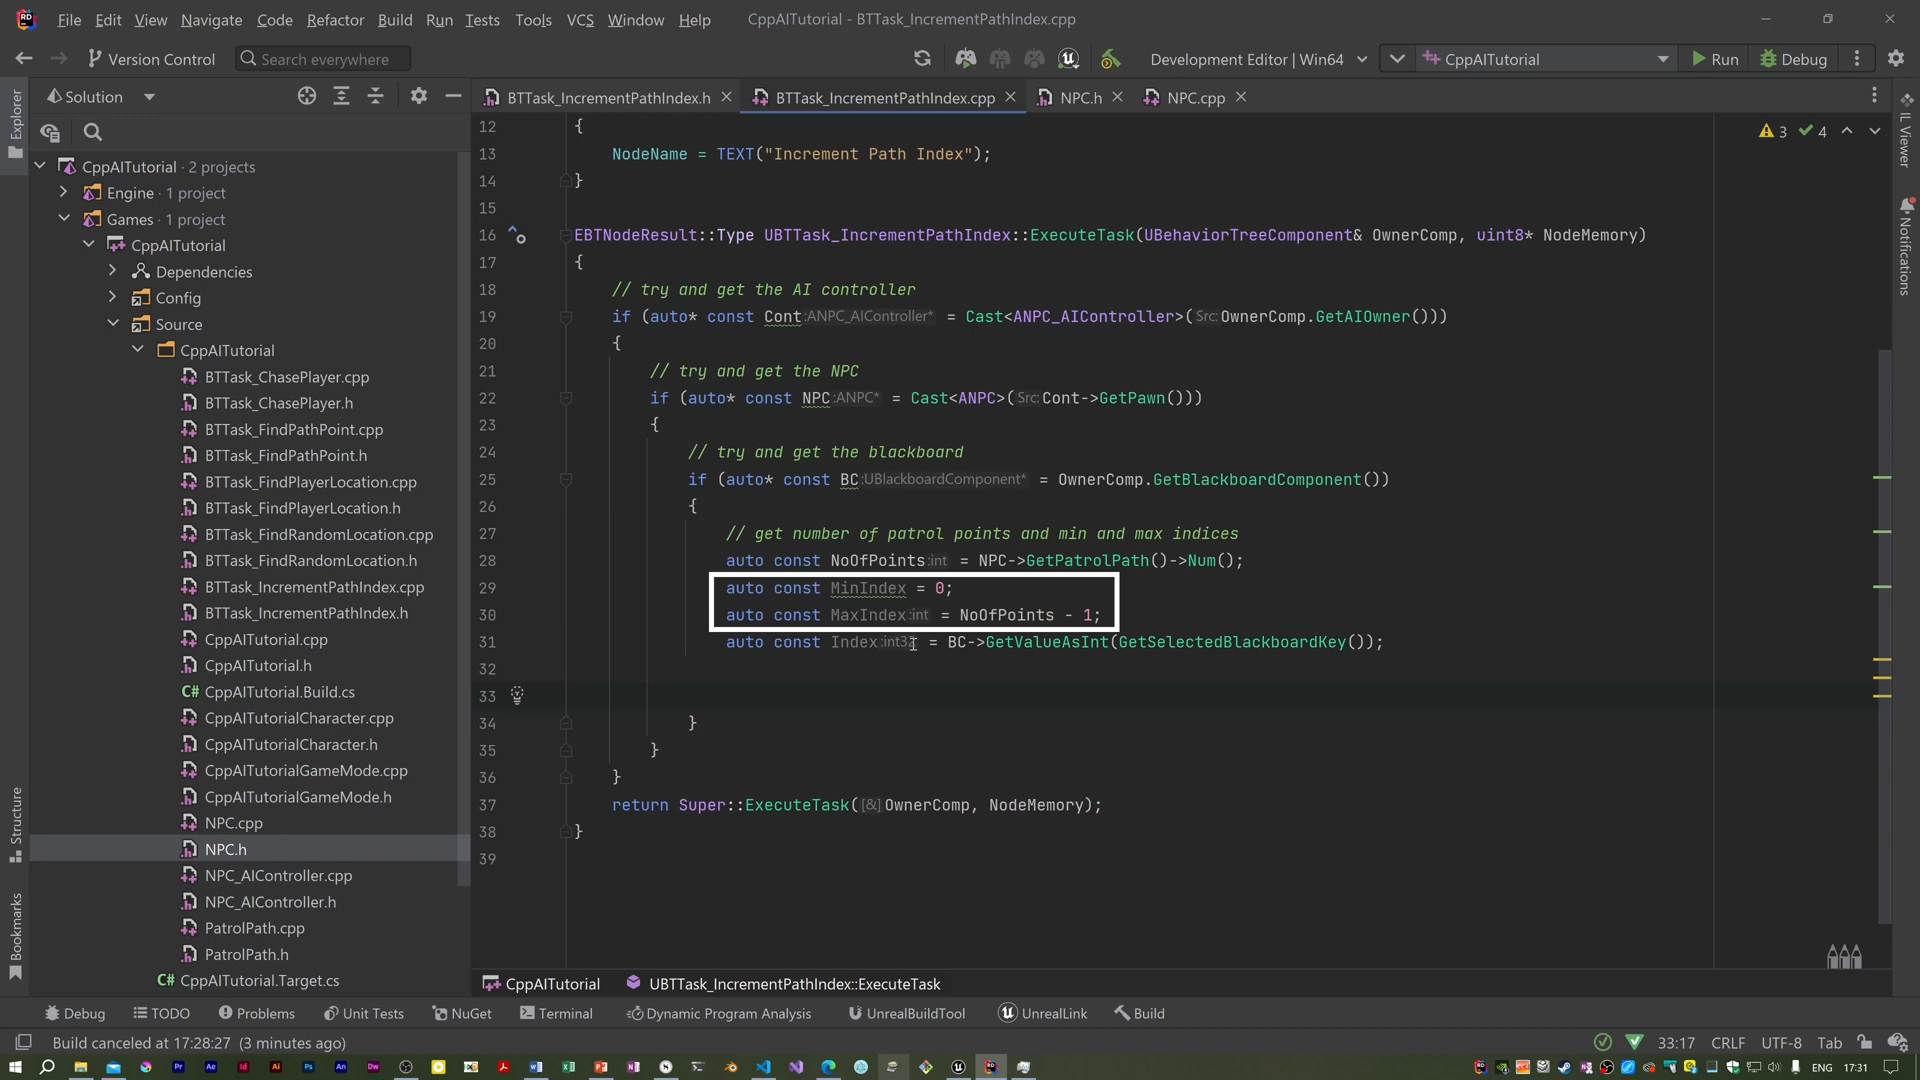 File Edit View Navigate Code Refactor Build Run Tests Tools VCS Window Help CppAITutorial - BTTask_IncrementPathIndex.cpp
Version Control Search everywhere Development Editor | Win64 CppAITutorial Run Debug
Explorer
Solution
BTTask_IncrementPathIndex.h BTTask_IncrementPathIndex.cpp NPC.h NPC.cpp
IL Viewer
Notifications
3 4
CppAITutorial · 2 projects
Engine · 1 project
Games · 1 project
CppAITutorial
Dependencies
Config
Source
CppAITutorial
BTTask_ChasePlayer.cpp
BTTask_ChasePlayer.h
BTTask_FindPathPoint.cpp
BTTask_FindPathPoint.h
BTTask_FindPlayerLocation.cpp
BTTask_FindPlayerLocation.h
BTTask_FindRandomLocation.cpp
BTTask_FindRandomLocation.h
BTTask_IncrementPathIndex.cpp
BTTask_IncrementPathIndex.h
CppAITutorial.cpp
CppAITutorial.h
C# CppAITutorial.Build.cs
CppAITutorialCharacter.cpp
CppAITutorialCharacter.h
CppAITutorialGameMode.cpp
CppAITutorialGameMode.h
NPC.cpp
NPC.h
NPC_AIController.cpp
NPC_AIController.h
PatrolPath.cpp
PatrolPath.h
C# CppAITutorial.Target.cs
Structure
Bookmarks
12 {
13 NodeName = TEXT("Increment Path Index");
14 }
15
16 EBTNodeResult::Type UBTTask_IncrementPathIndex::ExecuteTask(UBehaviorTreeComponent& OwnerComp, uint8* NodeMemory)
17 {
18 // try and get the AI controller
19 if (auto* const Cont:ANPC_AIController* = Cast<ANPC_AIController>(Src:OwnerComp.GetAIOwner()))
20 {
21 // try and get the NPC
22 if (auto* const NPC:ANPC* = Cast<ANPC>(Src:Cont->GetPawn()))
23 {
24 // try and get the blackboard
25 if (auto* const BC:UBlackboardComponent* = OwnerComp.GetBlackboardComponent())
26 {
27 // get number of patrol points and min and max indices
28 auto const NoOfPoints:int = NPC->GetPatrolPath()->Num();
29 auto const MinIndex = 0;
30 auto const MaxIndex:int = NoOfPoints - 1;
31 auto const Index:int32 = BC->GetValueAsInt(GetSelectedBlackboardKey());
32
33
34 }
35 }
36 }
37 return Super::ExecuteTask([&]OwnerComp, NodeMemory);
38 }
39
CppAITutorial UBTTask_IncrementPathIndex::ExecuteTask
Debug TODO Problems Unit Tests NuGet Terminal Dynamic Program Analysis UnrealBuildTool UnrealLink Build
Build canceled at 17:28:27 (3 minutes ago) 33:17 CRLF UTF-8 Tab
ENG 17:31